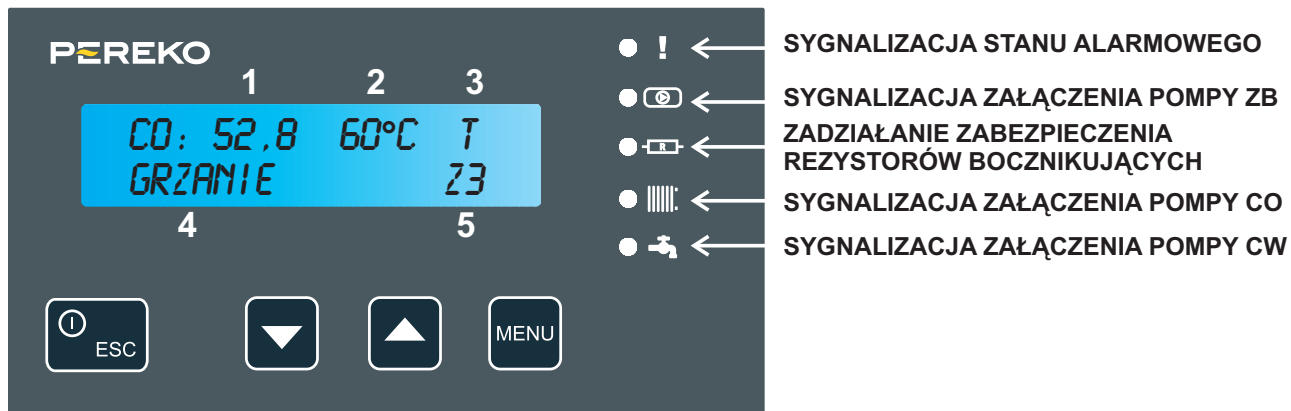 PEREKO
1 2 3
CO: 52,8 60°C T
GRZANIE Z3
4 5
ESC
MENU
!
R
SYGNALIZACJA STANU ALARMOWEGO
SYGNALIZACJA ZAŁĄCZENIA POMPY ZB
ZADZIAŁANIE ZABEZPIECZENIA
REZYSTORÓW BOCZNIKUJĄCYCH
SYGNALIZACJA ZAŁĄCZENIA POMPY CO
SYGNALIZACJA ZAŁĄCZENIA POMPY CW